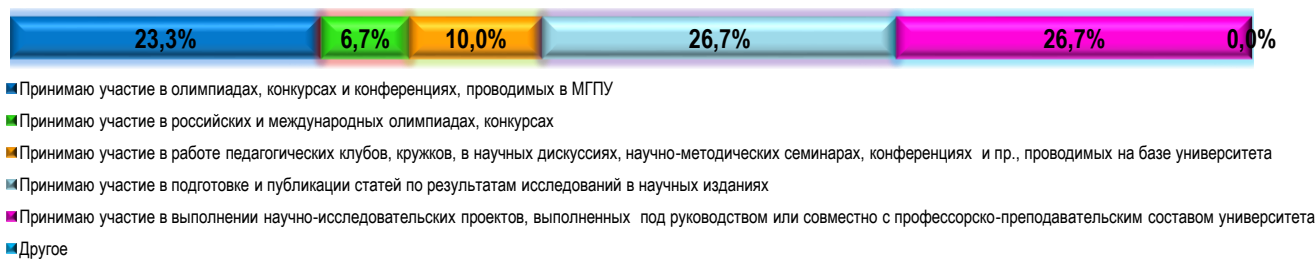 23,3% 6,7% 10,0% 26,7% 26,7% 0,0%
Принимаю участие в олимпиадах, конкурсах и конференциях, проводимых в МГПУ
Принимаю участие в российских и международных олимпиадах, конкурсах
Принимаю участие в работе педагогических клубов, кружков, в научных дискуссиях, научно-методических семинарах, конференциях и пр., проводимых на базе университета
Принимаю участие в подготовке и публикации статей по результатам исследований в научных изданиях
Принимаю участие в выполнении научно-исследовательских проектов, выполненных под руководством или совместно с профессорско-преподавательским составом университета
Другое